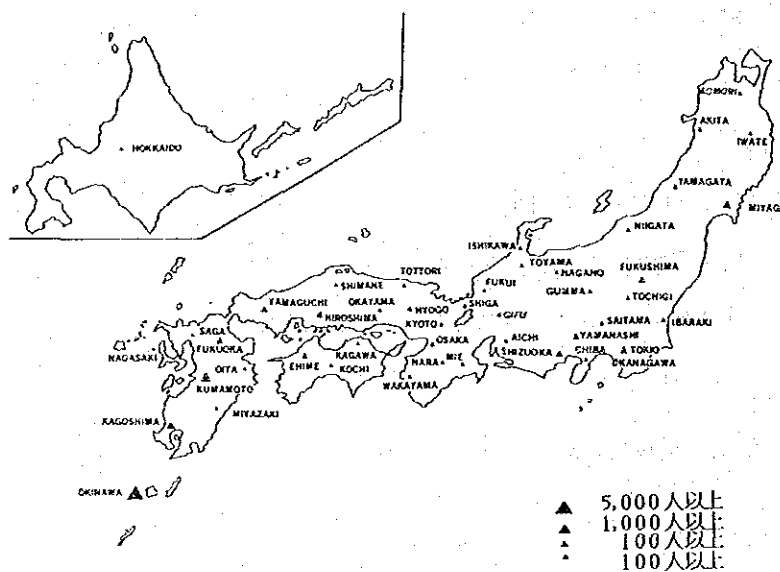 HOKKAIDO
AOMORI
AKITA
IWATE
YAMAGATA
MIYAG
NIIGATA
ISHIKAWA
TOYAMA
NAGANO
FUKUSHIMA
TOTTORI
SHIMANE
FUKUI
GUMMA
TOCHIGI
YAMAGUCHI
OKAYAMA
HYOGO
SHIGA
GIFU
HIROSHIMA
KYOTO
SAITAMA
IBARAKI
SAGA
FUKUOKA
NAGASAKI
OSAKA
AICHI
YAMANASHI
KAGAWA
NARA
MIE
SHIZUOKA
CHIBA
TOKYO
OITA
EHIME
KOCHI
OKANAGAWA
KUMAMOTO
WAKAYAMA
MIYAZAKI
KAGOSHIMA
OKINAWA
5,000人以上
1,000人以上
100人以上
100人以上